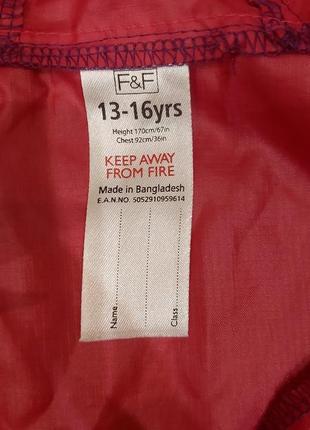 F&F
13-16yrs
Height 170cm/67in
Chest 92cm/36in
KEEP AWAY
FROM FIRE
Made in Bangladesh
E.A.N.NO. 5052910959614
Name
Class